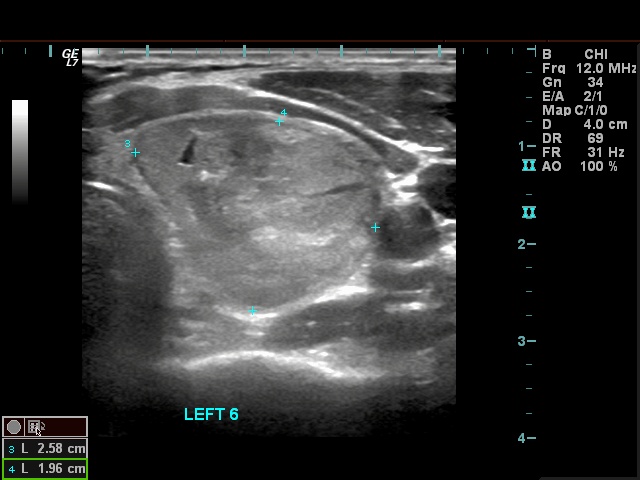 GE
L7
B CHI
Frq 12.0 MHz
Gn 34
E/A 2/1
Map C/1/0
D 4.0 cm
DR 69
FR 31 Hz
AO 100 %
4
3
1
2
3
4
LEFT 6
3 L 2.58 cm
4 L 1.96 cm